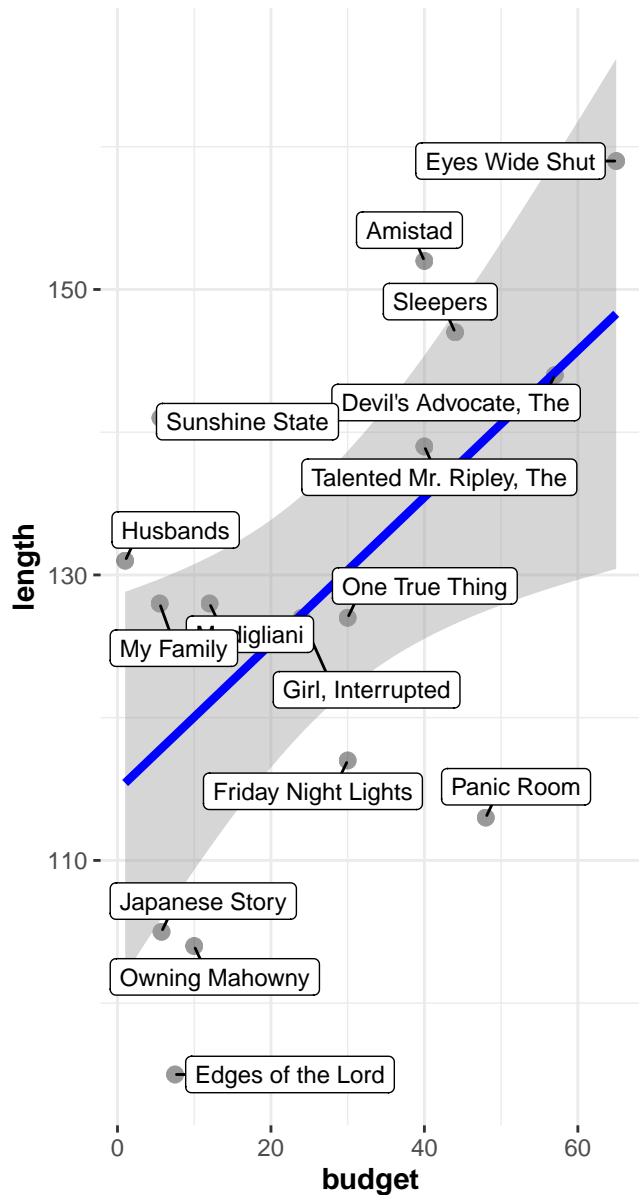 Eyes Wide Shut
Amistad
150
Sleepers
Devil's Advocate, The
Sunshine State
Talented Mr. Ripley, The
Husbands
130
One True Thing
digliani
My Family
Girl, Interrupted
length
Friday Night Lights
Panic Room
110
Japanese Story
Owning Mahowny
Edges of the Lord
0
20
40
60
budget